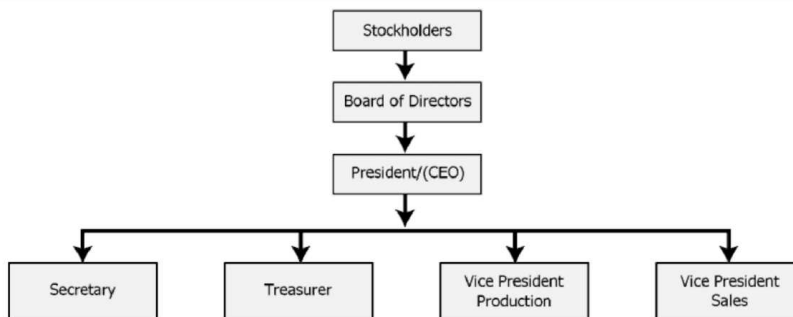 Stockholders
Board of Directors
President/(CEO)
Secretary
Treasurer
Vice President
Production
Vice President
Sales